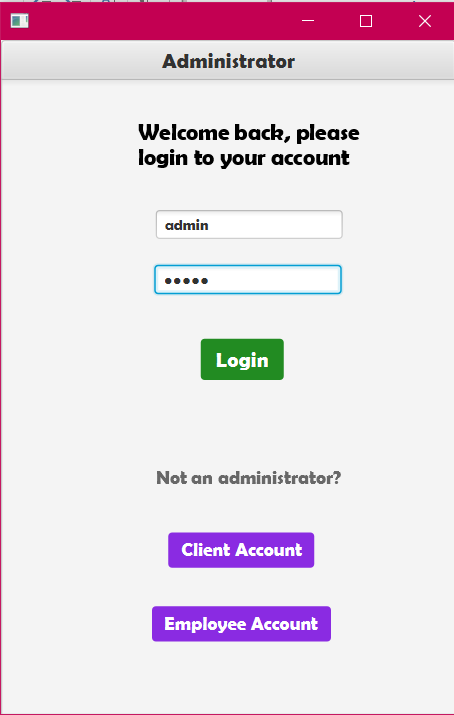 Administrator
Welcome back, please
login to your account
admin
•••••
Login
Not an administrator?
Client Account
Employee Account